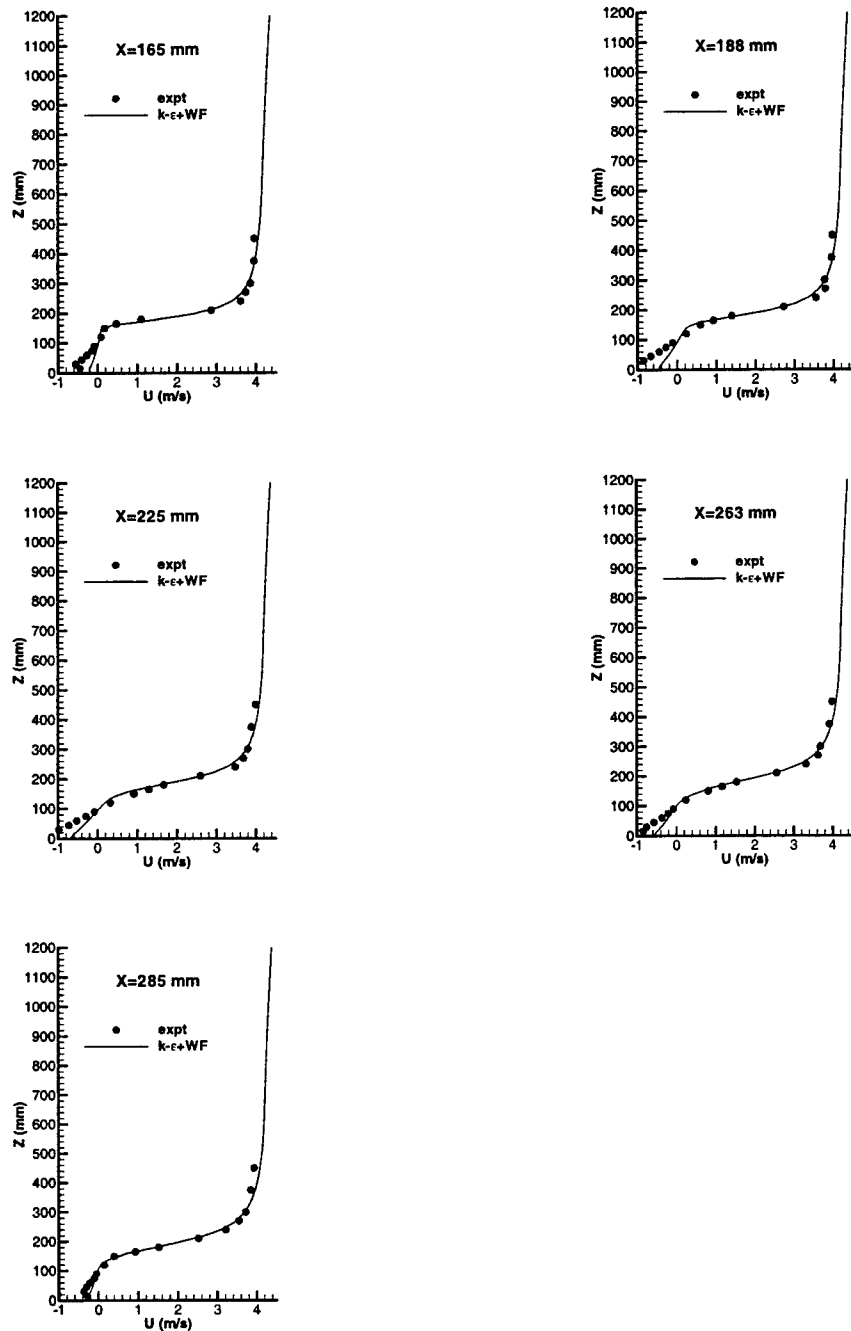 X=165 mm
expt
k-ε+WF
Z (mm)
1200
1100
1000
900
800
700
600
500
400
300
200
100
0
-1 0 1 2 3 4
U (m/s)
X=188 mm
expt
k-ε+WF
Z (mm)
1200
1100
1000
900
800
700
600
500
400
300
200
100
0
-1 0 1 2 3 4
U (m/s)
X=225 mm
expt
k-ε+WF
Z (mm)
1200
1100
1000
900
800
700
600
500
400
300
200
100
0
-1 0 1 2 3 4
U (m/s)
X=263 mm
expt
k-ε+WF
Z (mm)
1200
1100
1000
900
800
700
600
500
400
300
200
100
0
-1 0 1 2 3 4
U (m/s)
X=285 mm
expt
k-ε+WF
Z (mm)
1200
1100
1000
900
800
700
600
500
400
300
200
100
0
-1 0 1 2 3 4
U (m/s)